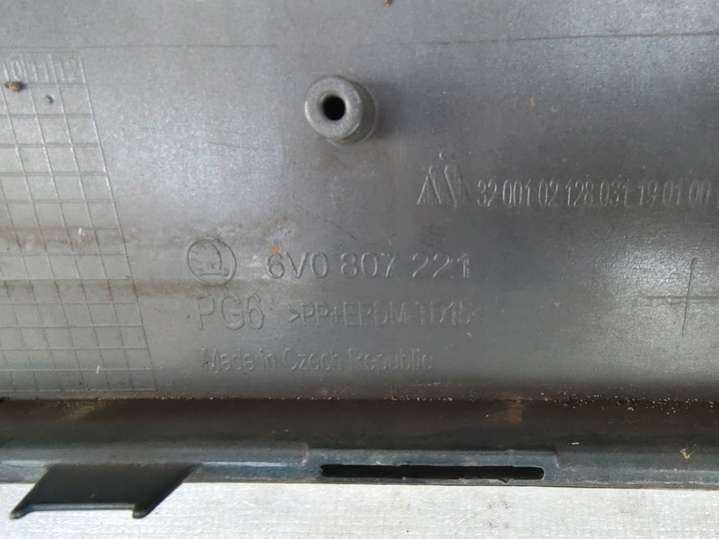 32 001 02 128 031 19 01 00
6V0 807 221
PG6 >PP+EPDM TD15<
Made in Czech Republic